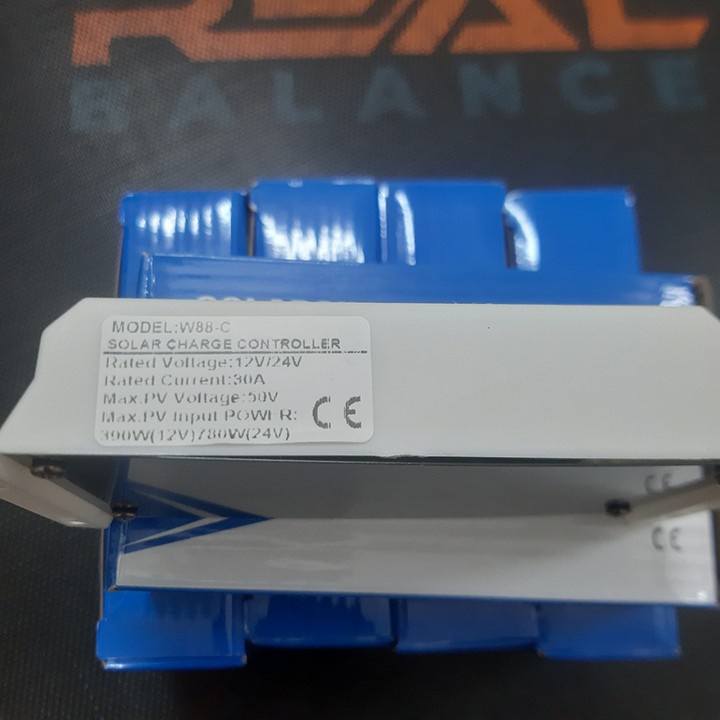 BALANCE
MODEL:W88-C
SOLAR CHARGE CONTROLLER
Rated Voltage:12V/24V
Rated Current:30A
Max.PV Voltage:50V
Max.PV Input POWER:
390W(12V)780W(24V)
CE
CE
CE